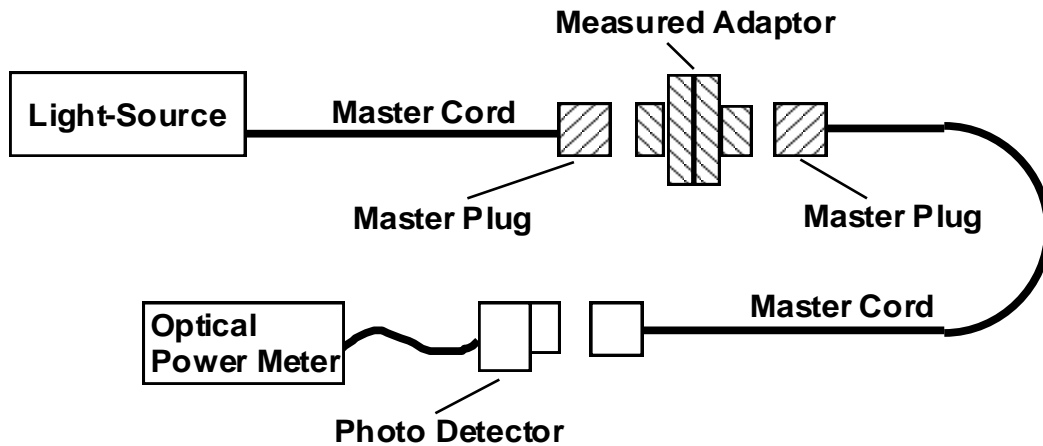 Measured Adaptor
Light-Source
Master Cord
Master Plug
Master Plug
Master Cord
Optical
Power Meter
Photo Detector